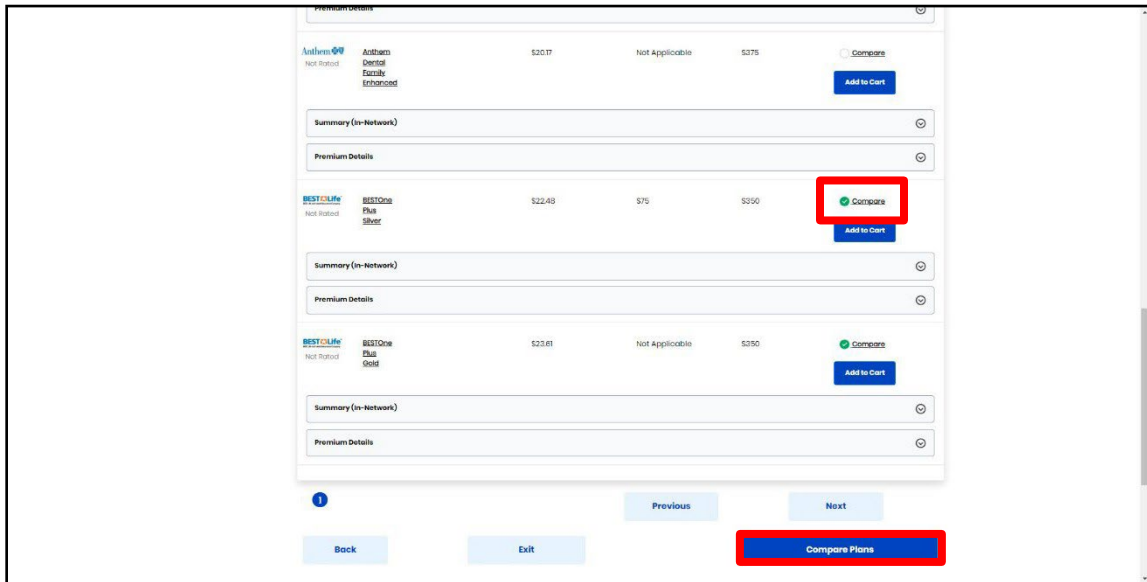 Premium Details
Anthem
Not Rated
Anthem
Dental
Family
Enhanced
$20.17
Not Applicable
$375
Compare
Add to Cart
Summary (In-Network)
Premium Details
BEST Life
Not Rated
BESTOne
Plus
Silver
$22.48
$75
$350
Compare
Add to Cart
Summary (In-Network)
Premium Details
BEST Life
Not Rated
BESTOne
Plus
Gold
$23.61
Not Applicable
$350
Compare
Add to Cart
Summary (In-Network)
Premium Details
1
Previous
Next
Back
Exit
Compare Plans